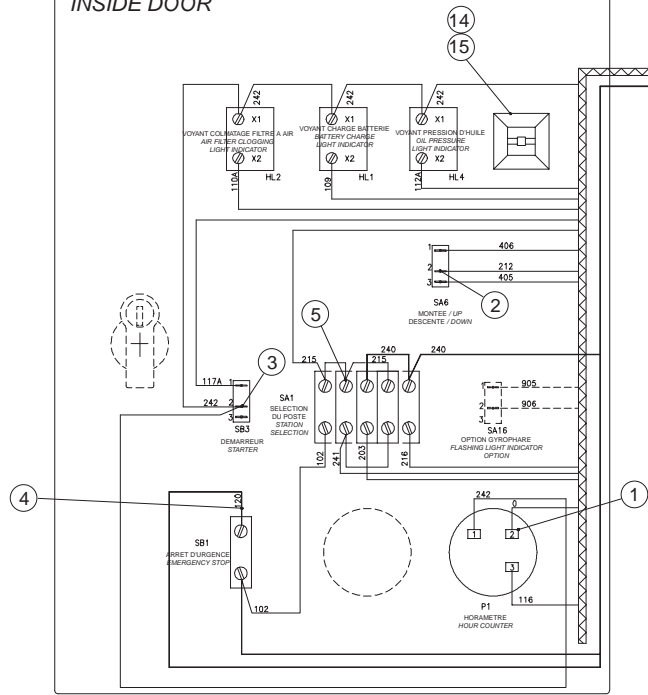 INSIDE DOOR
14
15
242
242
242
X1
X1
X1
VOYANT COLMATAGE FILTRE A AIR
AIR FILTER CLOGGING
LIGHT INDICATOR
VOYANT CHARGE BATTERIE
BATTERY CHARGE
LIGHT INDICATOR
VOYANT PRESSION D'HUILE
OIL PRESSURE
LIGHT INDICATOR
X2
X2
X2
110A
HL2
109
HL1
112A
HL4
1
406
2
212
3
405
SA6
2
MONTEE / UP
DESCENTE / DOWN
5
3
215
215
240
240
117A
1
242
2
3
SB3
DEMARREUR
STARTER
SA1
SELECTION
DU POSTE
STATION
SELECTION
1
905
2
906
3
SA16
OPTION GYROPHARE
FLASHING LIGHT INDICATOR
OPTION
102
241
203
216
4
120
SB1
ARRET D'URGENCE
EMERGENCY STOP
102
242
0
1
1
2
3
116
P1
HORAMETRE
HOUR COUNTER